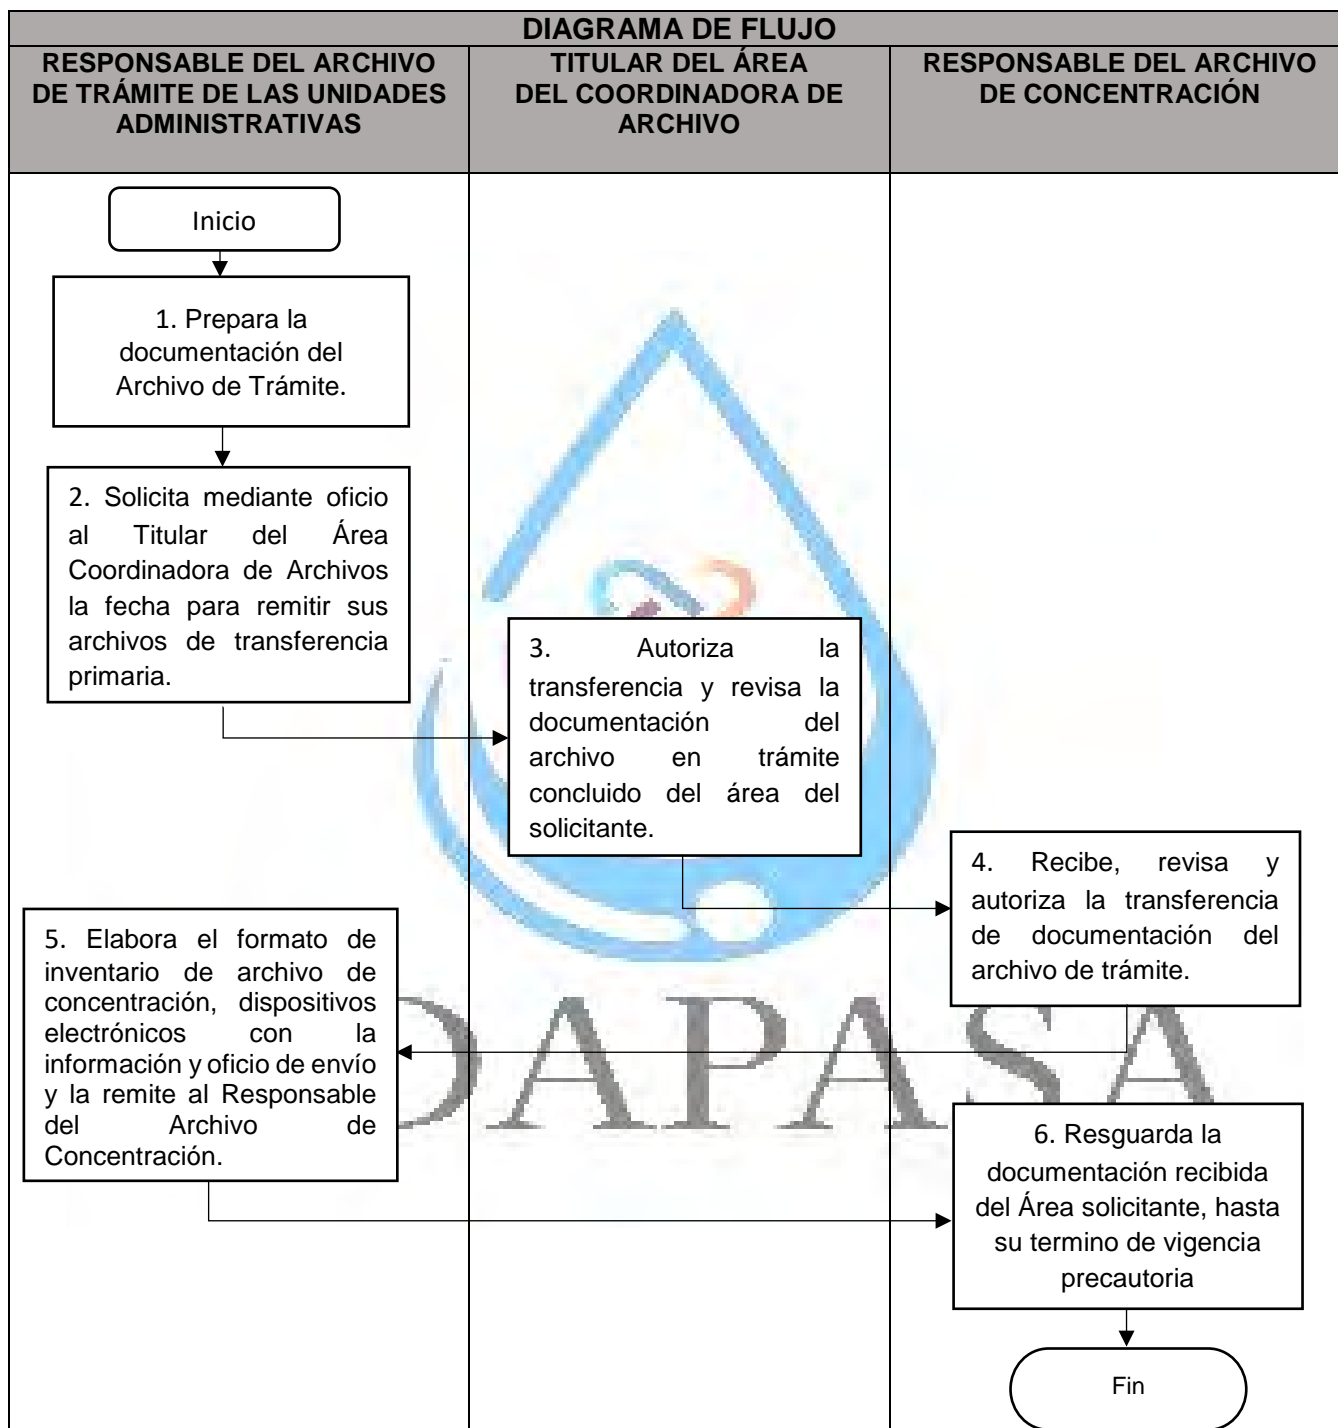 DIAGRAMA DE FLUJO
RESPONSABLE DEL ARCHIVO
DE TRÁMITE DE LAS UNIDADES
ADMINISTRATIVAS
TITULAR DEL ÁREA
DEL COORDINADORA DE
ARCHIVO
RESPONSABLE DEL ARCHIVO
DE CONCENTRACIÓN
Inicio
1. Prepara la
documentación del
Archivo de Trámite.
2. Solicita mediante oficio
al Titular del Área
Coordinadora de Archivos
la fecha para remitir sus
archivos de transferencia
primaria.
3. Autoriza la
transferencia y revisa la
documentación del
archivo en trámite
concluido del área del
solicitante.
4. Recibe, revisa y
autoriza la transferencia
de documentación del
archivo de trámite.
5. Elabora el formato de
inventario de archivo de
concentración, dispositivos
electrónicos con la
información y oficio de envío
y la remite al Responsable
del Archivo de
Concentración.
6. Resguarda la
documentación recibida
del Área solicitante, hasta
su termino de vigencia
precautoria
Fin
DAPASA